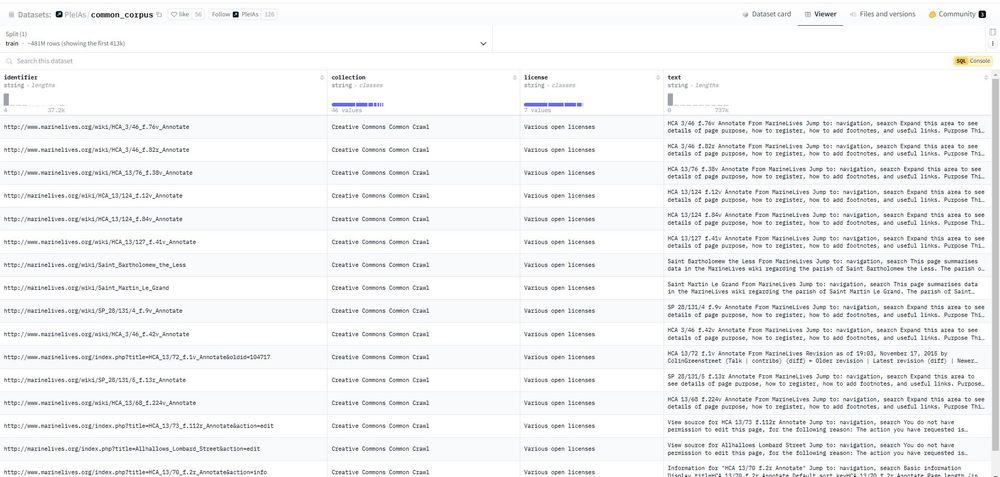 Datasets: PleIAs/common_corpus like 56 Follow PleIAs 126 Dataset card Viewer Files and versions Community 3
Split (1)
train · ~481M rows (showing the first 413k)
Search this dataset SQL Console
identifier collection license text
string · lengths string · classes string · classes string · lengths
4 37.2k 46 values 7 values 0 737k
http://www.marinelives.org/wiki/HCA_3/46_f.76v_Annotate Creative Commons Common Crawl Various open licenses HCA 3/46 f.76v Annotate From MarineLives Jump to: navigation, search Expand this area to see
details of page purpose, how to register, how to add footnotes, and useful links. Purpose Thi…
http://www.marinelives.org/wiki/HCA_3/46_f.82r_Annotate Creative Commons Common Crawl Various open licenses HCA 3/46 f.82r Annotate From MarineLives Jump to: navigation, search Expand this area to see
details of page purpose, how to register, how to add footnotes, and useful links. Purpose Thi…
http://www.marinelives.org/wiki/HCA_13/76_f.38v_Annotate Creative Commons Common Crawl Various open licenses HCA 13/76 f.38v Annotate From MarineLives Jump to: navigation, search Expand this area to see
details of page purpose, how to register, how to add footnotes, and useful links. Purpose…
http://marinelives.org/wiki/HCA_13/124_f.12v_Annotate Creative Commons Common Crawl Various open licenses HCA 13/124 f.12v Annotate From MarineLives Jump to: navigation, search Expand this area to see
details of page purpose, how to register, how to add footnotes, and useful links. Purpose…
http://marinelives.org/wiki/HCA_13/124_f.84v_Annotate Creative Commons Common Crawl Various open licenses HCA 13/124 f.84v Annotate From MarineLives Jump to: navigation, search Expand this area to see
details of page purpose, how to register, how to add footnotes, and useful links. Purpose…
http://www.marinelives.org/wiki/HCA_13/127_f.41v_Annotate Creative Commons Common Crawl Various open licenses HCA 13/127 f.41v Annotate From MarineLives Jump to: navigation, search Expand this area to see
details of page purpose, how to register, how to add footnotes, and useful links. Purpose…
http://marinelives.org/wiki/Saint_Bartholomew_the_Less Creative Commons Common Crawl Various open licenses Saint Bartholomew the Less From MarineLives Jump to: navigation, search This page summarises
data in the MarineLives wiki regarding the parish of Saint Bartholomew the Less. The parish o…
http://marinelives.org/wiki/Saint_Martin_Le_Grand Creative Commons Common Crawl Various open licenses Saint Martin Le Grand From MarineLives Jump to: navigation, search This page summarises data
in the MarineLives wiki regarding the parish of Saint Martin Le Grand. The parish of Saint…
http://marinelives.org/wiki/SP_28/131/4_f.9v_Annotate Creative Commons Common Crawl Various open licenses SP 28/131/4 f.9v Annotate From MarineLives Jump to: navigation, search Expand this area to see
details of page purpose, how to register, how to add footnotes, and useful links. Purpose…
http://www.marinelives.org/wiki/HCA_3/46_f.42v_Annotate Creative Commons Common Crawl Various open licenses HCA 3/46 f.42v Annotate From MarineLives Jump to: navigation, search Expand this area to see
details of page purpose, how to register, how to add footnotes, and useful links. Purpose Thi…
http://marinelives.org/index.php?title=HCA_13/72_f.1v_Annotate&oldid=104717 Creative Commons Common Crawl Various open licenses HCA 13/72 f.1v Annotate From MarineLives Revision as of 19:03, November 17, 2015 by
ColinGreenstreet (Talk | contribs) (diff) ← Older revision | Latest revision (diff) | Newer…
http://marinelives.org/wiki/SP_28/131/5_f.13r_Annotate Creative Commons Common Crawl Various open licenses SP 28/131/5 f.13r Annotate From MarineLives Jump to: navigation, search Expand this area to
see details of page purpose, how to register, how to add footnotes, and useful links. Purpose…
http://www.marinelives.org/wiki/HCA_13/68_f.224v_Annotate Creative Commons Common Crawl Various open licenses HCA 13/68 f.224v Annotate From MarineLives Jump to: navigation, search Expand this area to see
details of page purpose, how to register, how to add footnotes, and useful links. Purpose…
http://www.marinelives.org/index.php?title=HCA_13/73_f.112r_Annotate&action=edit Creative Commons Common Crawl Various open licenses View source for HCA 13/73 f.112r Annotate Jump to: navigation, search You do not have
permission to edit this page, for the following reason: The action you have requested is…
http://marinelives.org/index.php?title=Allhallows_Lombard_Street&action=edit Creative Commons Common Crawl Various open licenses View source for Allhallows Lombard Street Jump to: navigation, search You do not have
permission to edit this page, for the following reason: The action you have requested is…
http://marinelives.org/index.php?title=HCA_13/70_f.2r_Annotate&action=info Creative Commons Common Crawl Various open licenses Information for "HCA 13/70 f.2r Annotate" Jump to: navigation, search Basic information